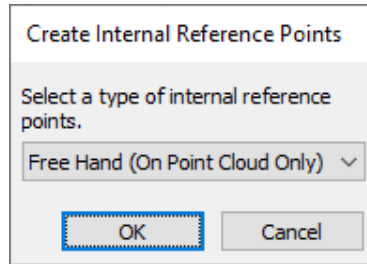 Create Internal Reference Points
Select a type of internal reference
points.
Free Hand (On Point Cloud Only)
OK
Cancel